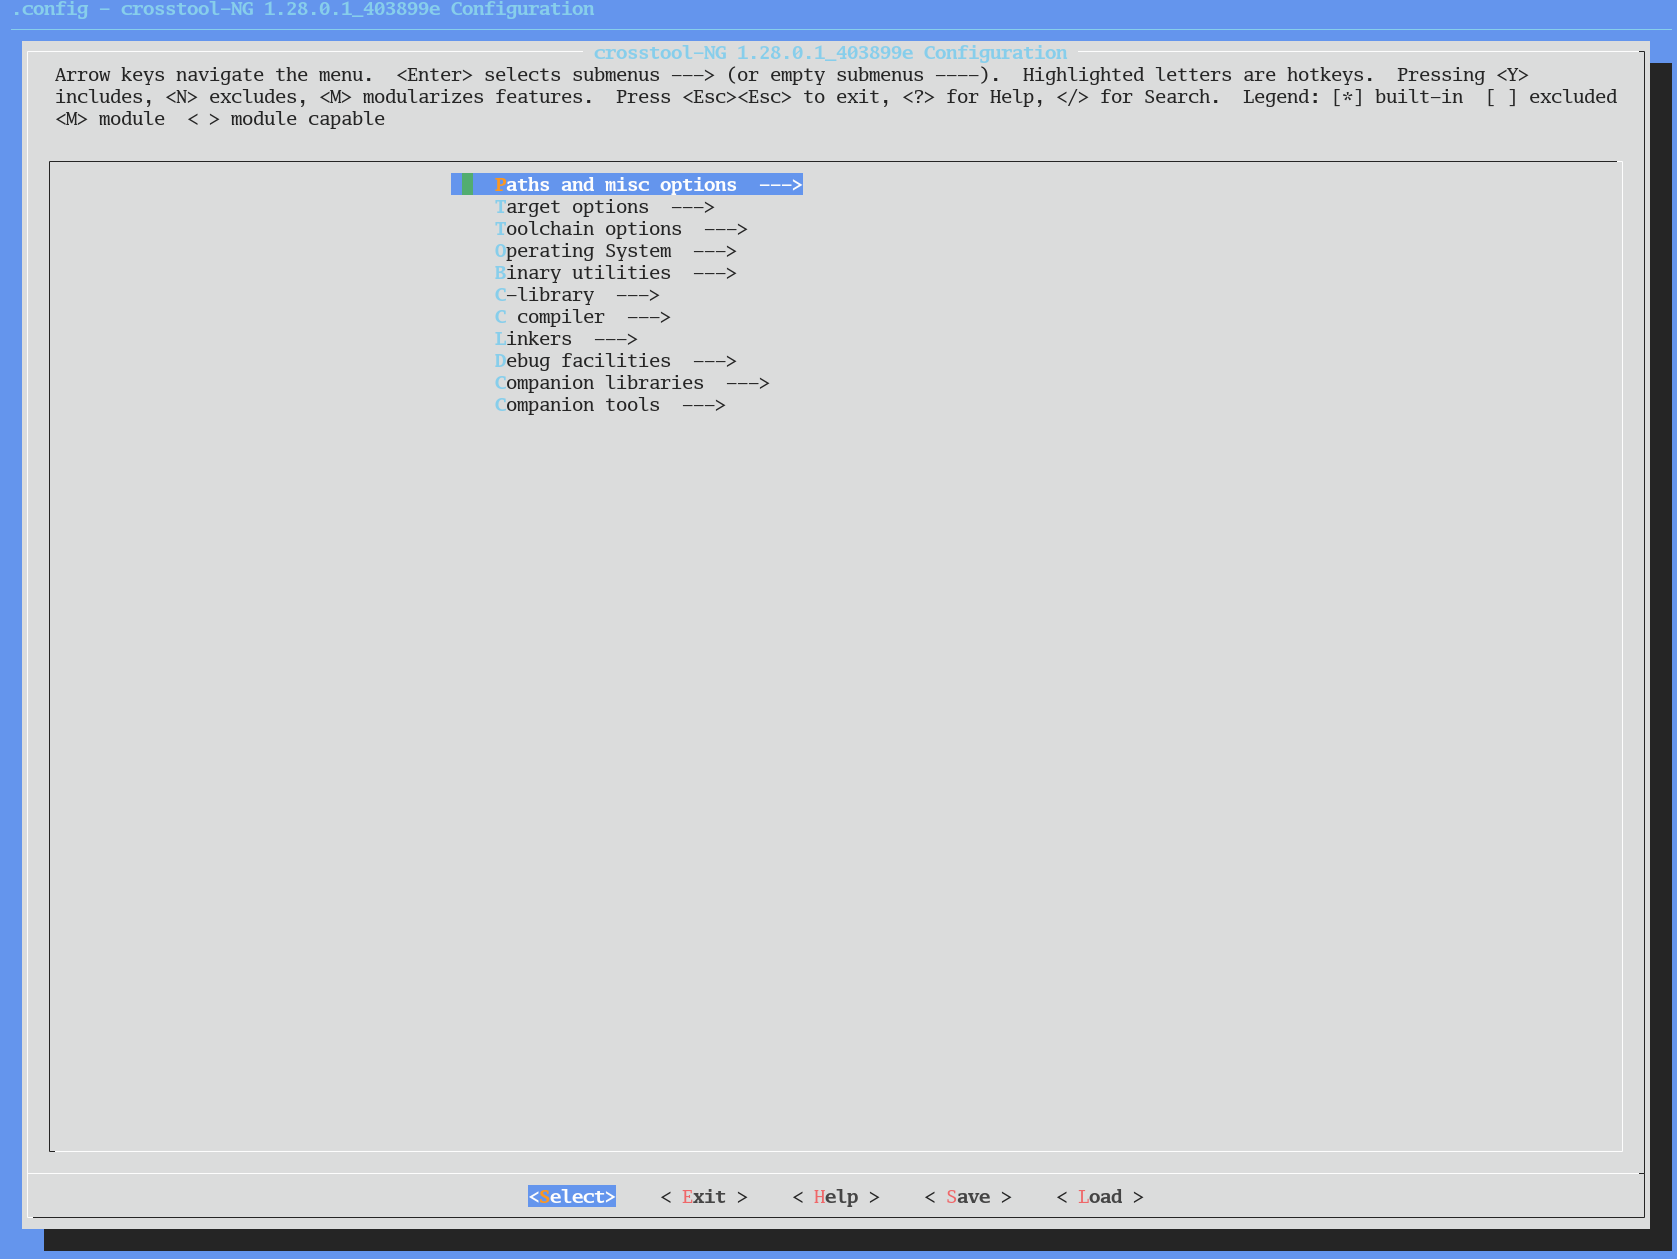 .config - crosstool-NG 1.28.0.1_403899e Configuration
crosstool-NG 1.28.0.1_403899e Configuration
Arrow keys navigate the menu.  <Enter> selects submenus ---> (or empty submenus ----).  Highlighted letters are hotkeys.  Pressing <Y>
includes, <N> excludes, <M> modularizes features.  Press <Esc><Esc> to exit, <?> for Help, </> for Search.  Legend: [*] built-in  [ ] excluded
<M> module  < > module capable
Paths and misc options  --->
Target options  --->
Toolchain options  --->
Operating System  --->
Binary utilities  --->
C-library  --->
C compiler  --->
Linkers  --->
Debug facilities  --->
Companion libraries  --->
Companion tools  --->
<Select>    < Exit >    < Help >    < Save >    < Load >